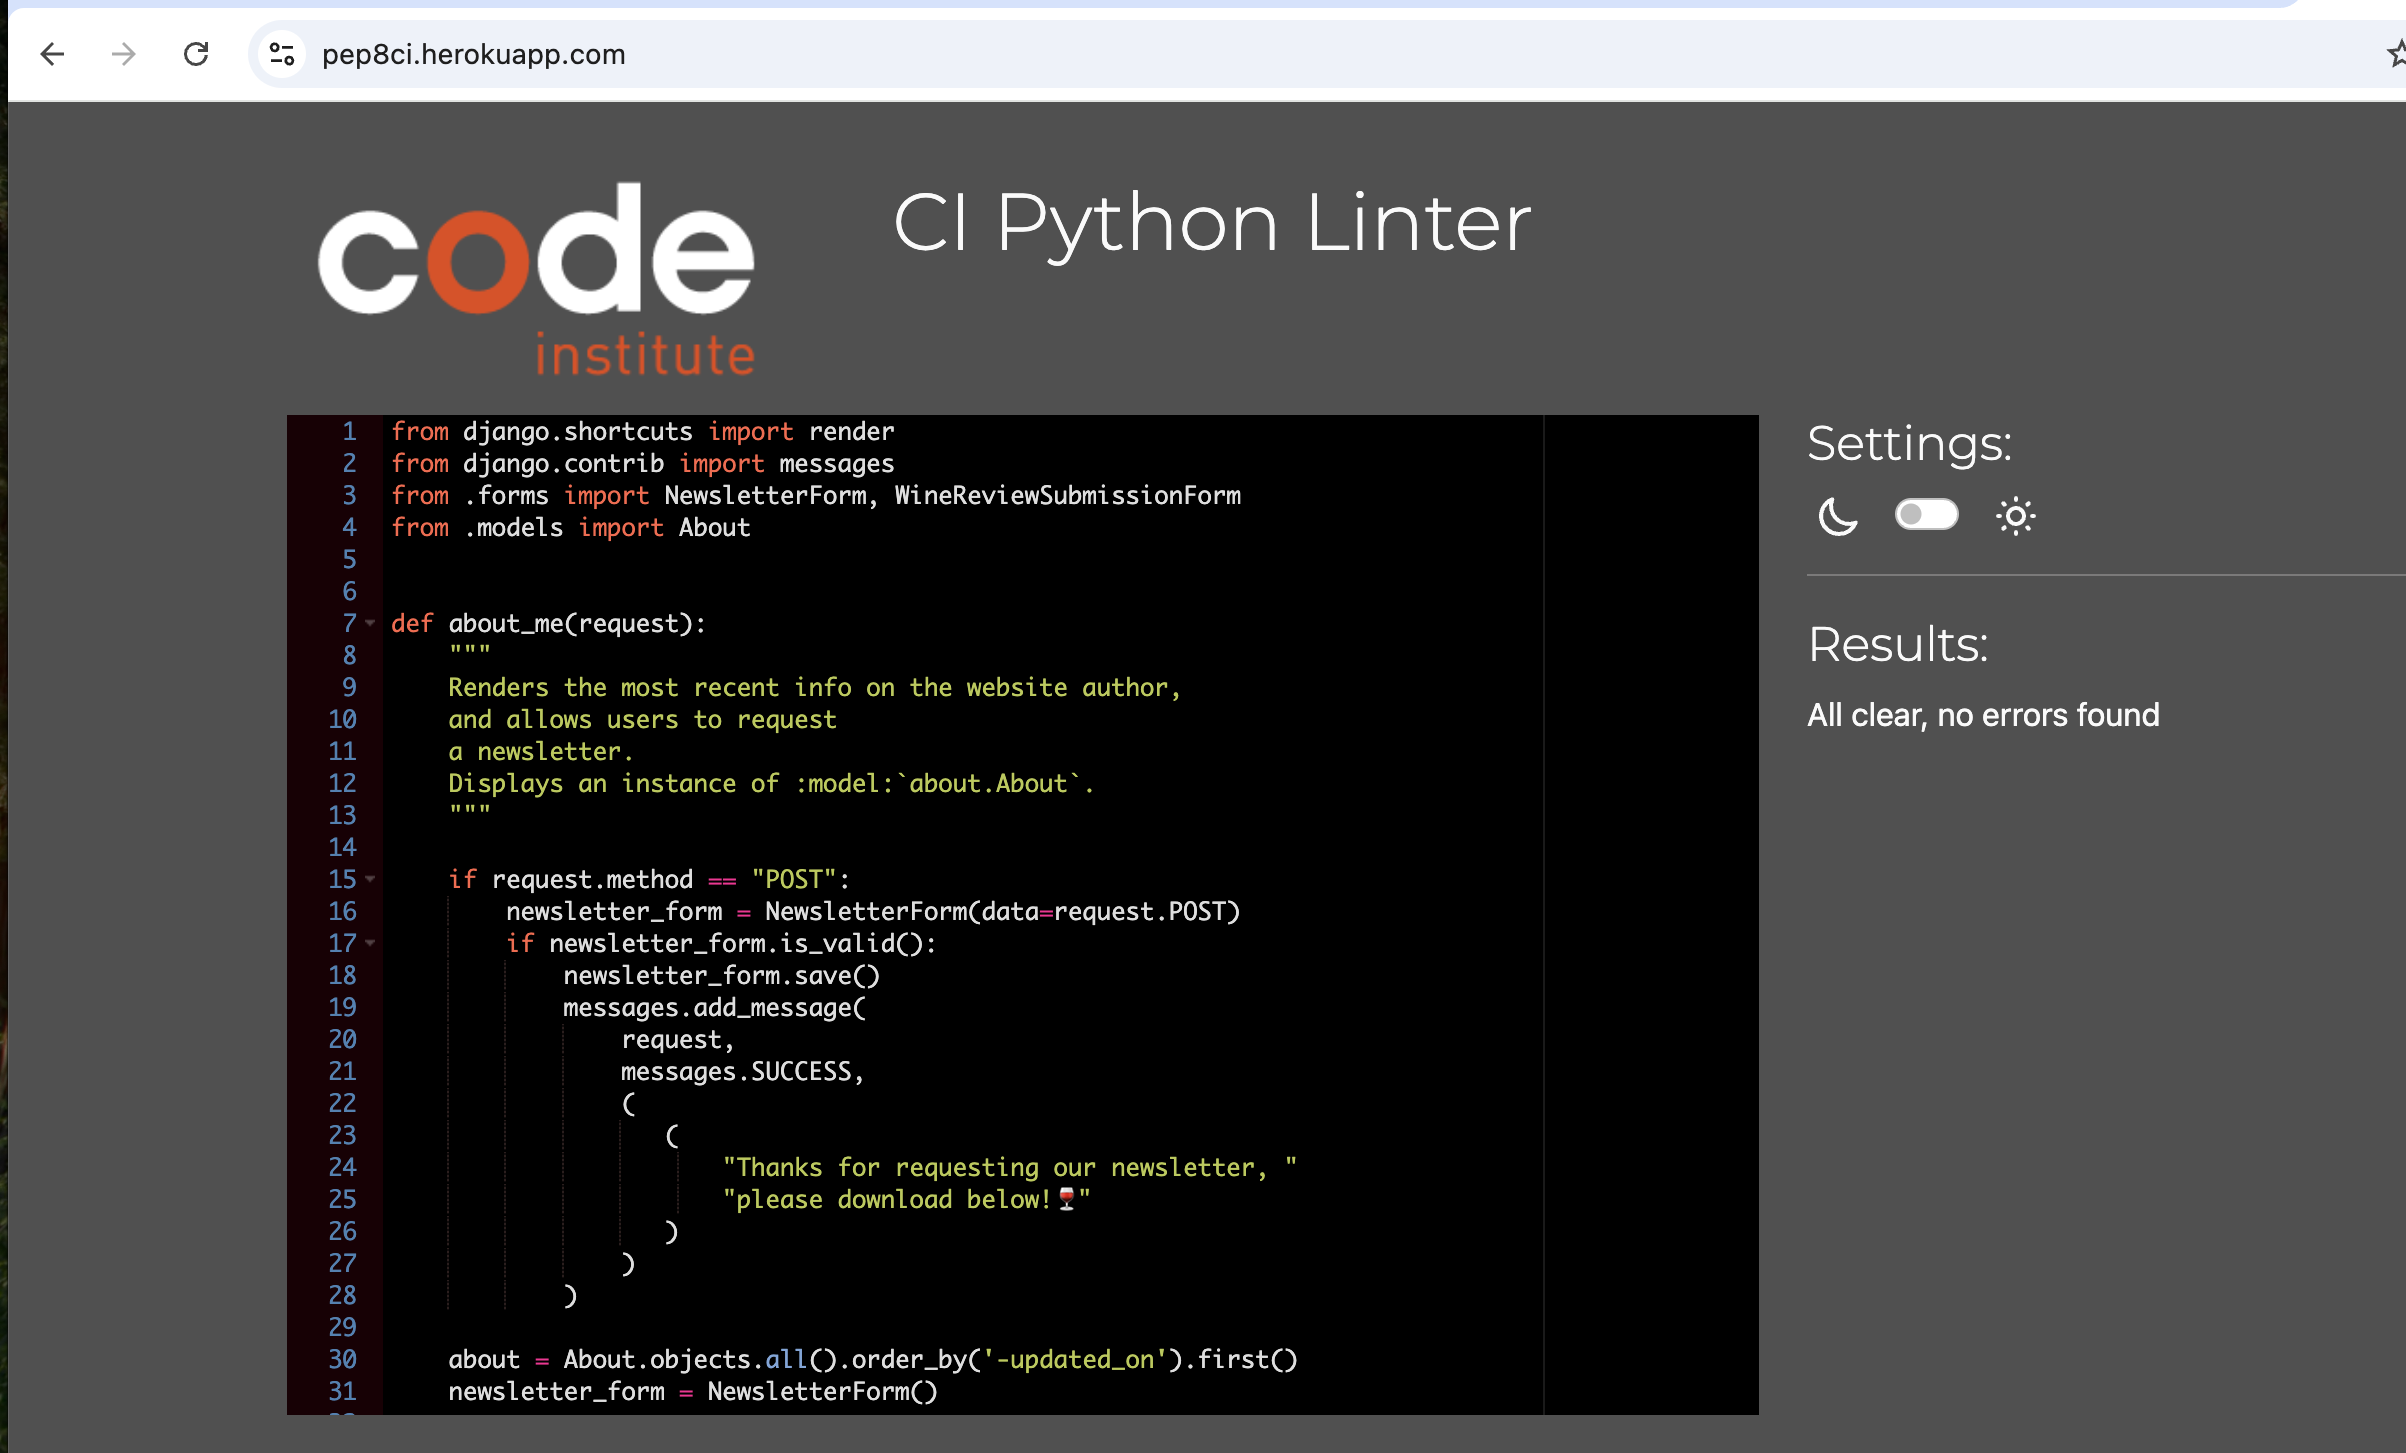 pep8ci.herokuapp.com
code
institute
CI Python Linter
1 from django.shortcuts import render
2 from django.contrib import messages
3 from .forms import NewsletterForm, WineReviewSubmissionForm
4 from .models import About
5
6
7 def about_me(request):
8     """
9     Renders the most recent info on the website author,
10     and allows users to request
11     a newsletter.
12     Displays an instance of :model:`about.About`.
13     """
14
15     if request.method == "POST":
16         newsletter_form = NewsletterForm(data=request.POST)
17         if newsletter_form.is_valid():
18             newsletter_form.save()
19             messages.add_message(
20                 request,
21                 messages.SUCCESS,
22                 (
23                    (
24                        "Thanks for requesting our newsletter, "
25                        "please download below!🍷"
26                    )
27                 )
28             )
29
30     about = About.objects.all().order_by('-updated_on').first()
31     newsletter_form = NewsletterForm()
Settings:
Results:
All clear, no errors found